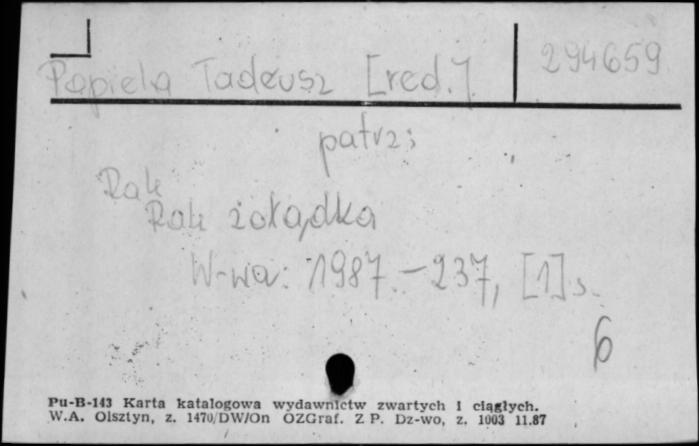 Popiela Tadeusz [red.] 294659
patrz:
Rak
Rak żołądka
W-wa: 1987. - 237, [1] s.
6
Pu-B-143 Karta katalogowa wydawnictw zwartych i ciągłych.
W.A. Olsztyn, z. 1470/DW/On OZGraf. Z P. Dz-wo, z. 1003 11.87